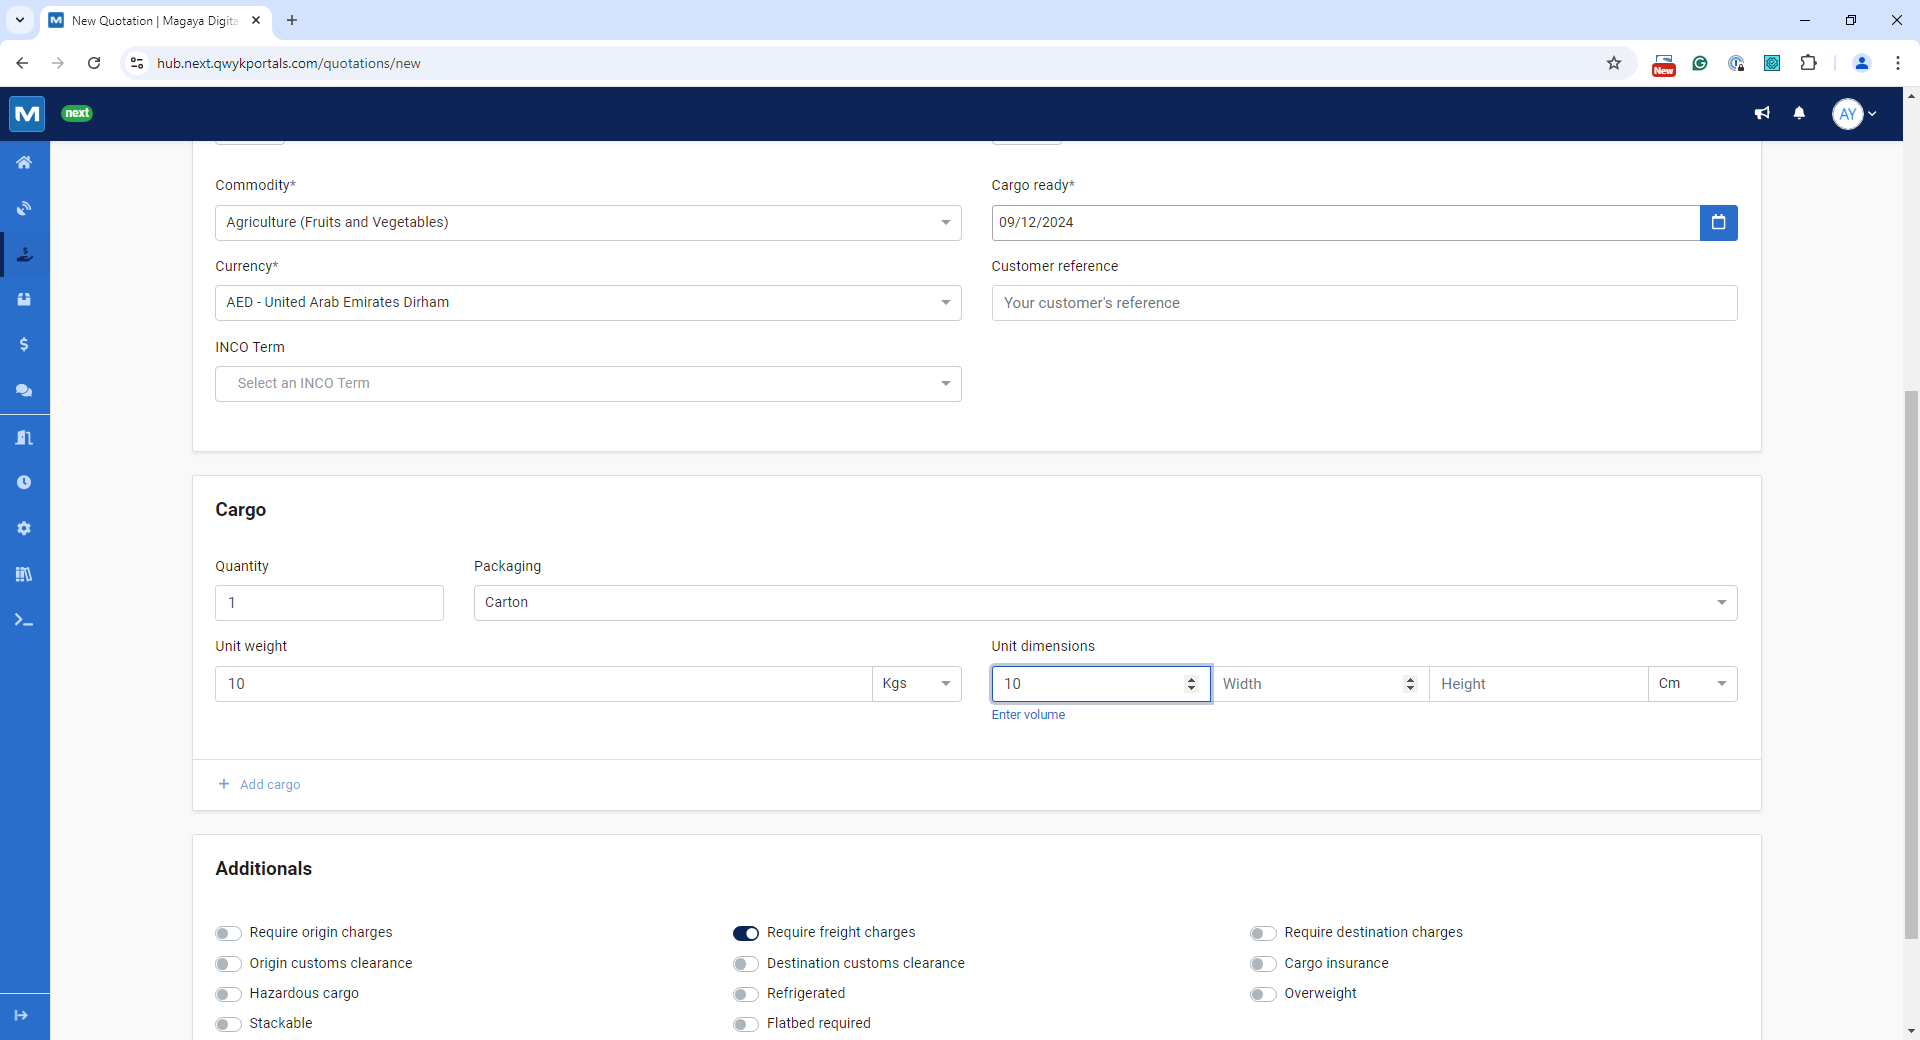 New Quotation | Magaya Digita
hub.next.qwykportals.com/quotations/new
New
next
AY
Commodity*
Cargo ready*
Agriculture (Fruits and Vegetables)
09/12/2024
Currency*
Customer reference
AED - United Arab Emirates Dirham
Your customer's reference
INCO Term
Select an INCO Term
Cargo
Quantity
Packaging
1
Carton
Unit weight
Unit dimensions
10
Kgs
10
Width
Height
Cm
Enter volume
+ Add cargo
Additionals
Require origin charges
Require freight charges
Require destination charges
Origin customs clearance
Destination customs clearance
Cargo insurance
Hazardous cargo
Refrigerated
Overweight
Stackable
Flatbed required